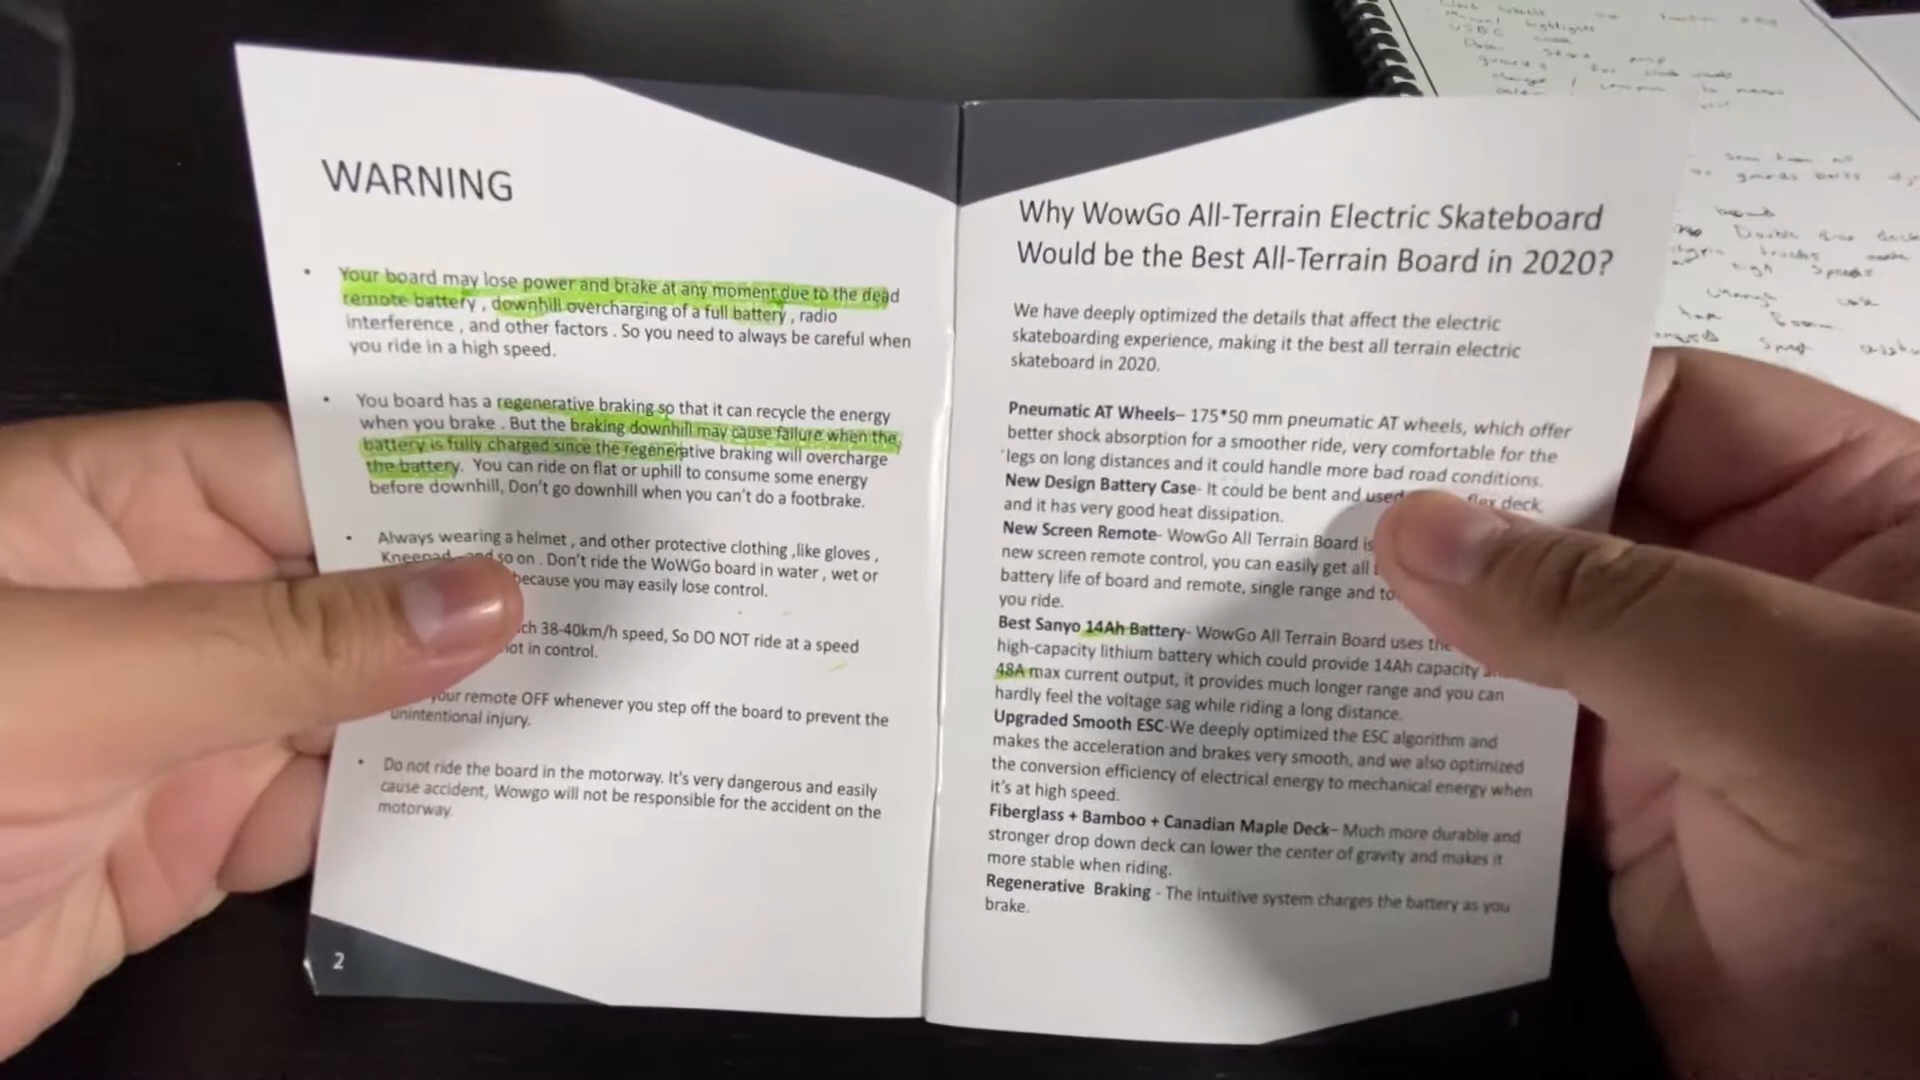 WARNING
• Your board may lose power and brake at any moment due to the dead
remote battery , downhill overcharging of a full battery , radio
interference , and other factors . So you need to always be careful when
you ride in a high speed.
• You board has a regenerative braking so that it can recycle the energy
when you brake . But the braking downhill may cause failure when the
battery is fully charged since the regenerative braking will overcharge
the battery. You can ride on flat or uphill to consume some energy
before downhill, Don't go downhill when you can't do a footbrake.
• Always wearing a helmet , and other protective clothing ,like gloves ,
Kneepad and so on . Don't ride the WoWGo board in water , wet or
because you may easily lose control.
38-40km/h speed, So DO NOT ride at a speed
in control.
your remote OFF whenever you step off the board to prevent the
unintentional injury.
• Do not ride the board in the motorway. It's very dangerous and easily
cause accident, Wowgo will not be responsible for the accident on the
motorway.
2
Why WowGo All-Terrain Electric Skateboard
Would be the Best All-Terrain Board in 2020?
We have deeply optimized the details that affect the electric
skateboarding experience, making it the best all terrain electric
skateboard in 2020.
Pneumatic AT Wheels– 175*50 mm pneumatic AT wheels, which offer
better shock absorption for a smoother ride, very comfortable for the
legs on long distances and it could handle more bad road conditions.
New Design Battery Case- It could be bent and used flex deck,
and it has very good heat dissipation.
New Screen Remote- WowGo All Terrain Board is
new screen remote control, you can easily get all
battery life of board and remote, single range and
you ride.
Best Sanyo 14Ah Battery- WowGo All Terrain Board uses the
high-capacity lithium battery which could provide 14Ah capacity
48A max current output, it provides much longer range and you can
hardly feel the voltage sag while riding a long distance.
Upgraded Smooth ESC-We deeply optimized the ESC algorithm and
makes the acceleration and brakes very smooth, and we also optimized
the conversion efficiency of electrical energy to mechanical energy when
it's at high speed.
Fiberglass + Bamboo + Canadian Maple Deck– Much more durable and
stronger drop down deck can lower the center of gravity and makes it
more stable when riding.
Regenerative Braking - The intuitive system charges the battery as you
brake.